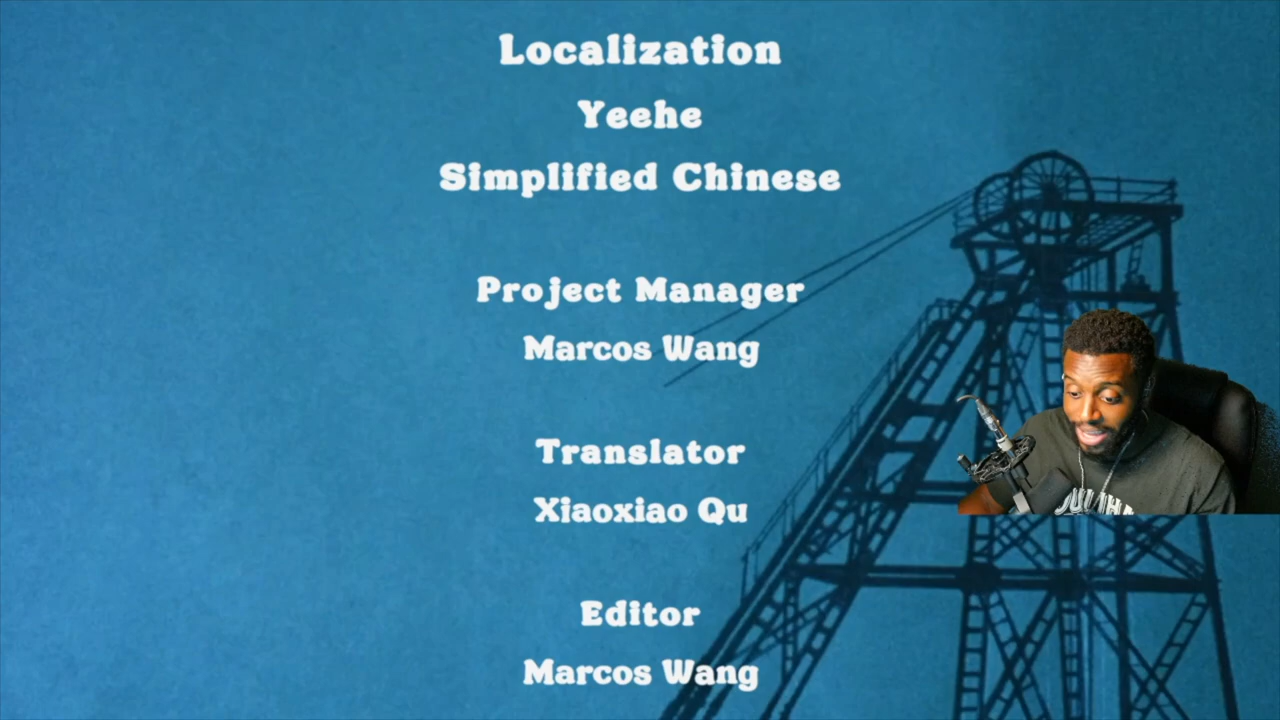 Localization
Yeehe
Simplified Chinese
Project Manager
Marcos Wang
Translator
Xiaoxiao Qu
Editor
Marcos Wang